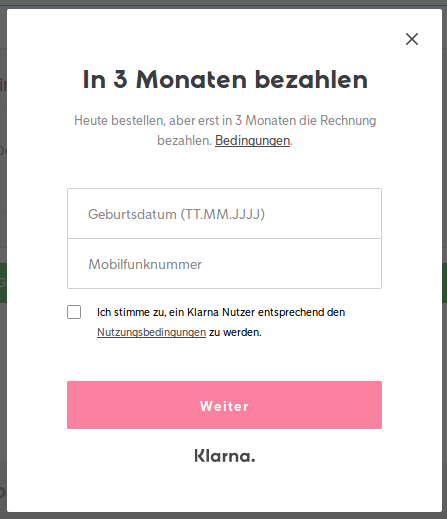 In 3 Monaten bezahlen
Heute bestellen, aber erst in 3 Monaten die Rechnung
bezahlen. Bedingungen.
Geburtsdatum (TT.MM.JJJJ)
Mobilfunknummer
Ich stimme zu, ein Klarna Nutzer entsprechend den
Nutzungsbedingungen zu werden.
Weiter
Klarna.